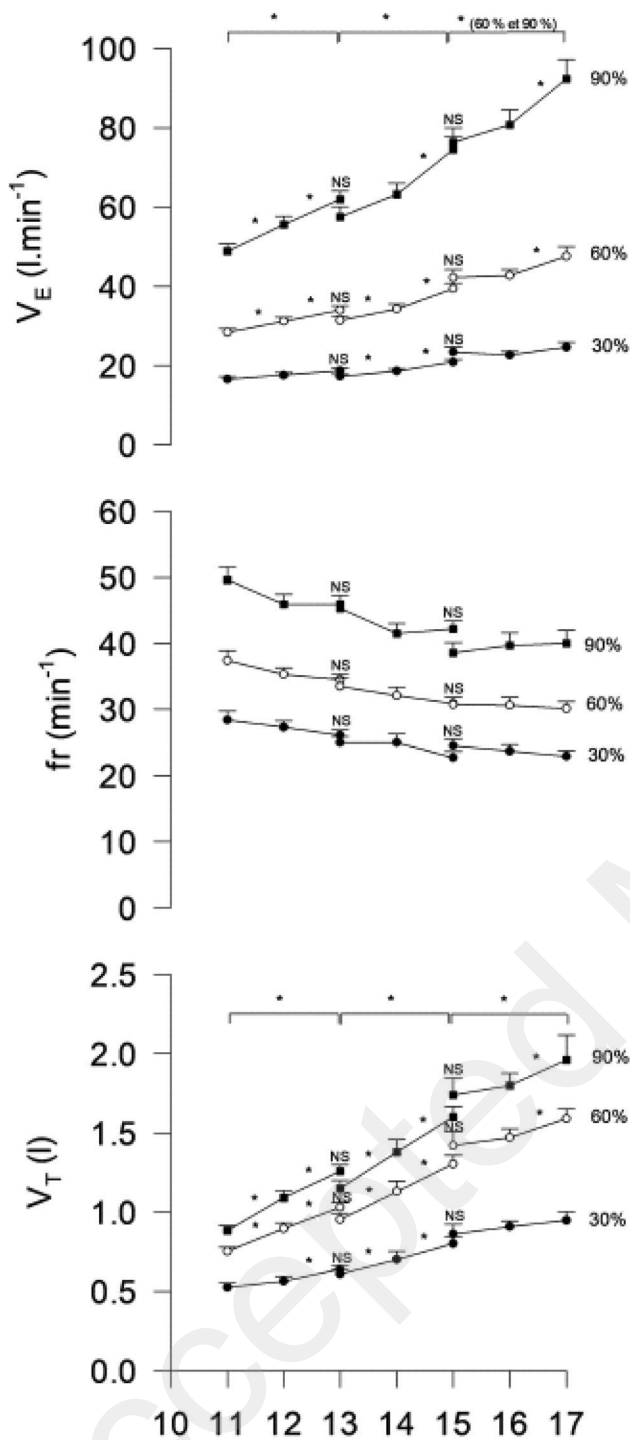 * * * (60 % et 90 %)
100
80
60
40
20
0
V_E (l.min⁻¹)
* * NS * * NS * 90%
* * NS * * NS * 60%
NS * * NS 30%
60
50
40
30
20
10
0
fr (min⁻¹)
NS NS 90%
NS NS 60%
NS NS 30%
* * *
2.5
2.0
1.5
1.0
0.5
0.0
V_T (l)
* * NS * * NS * 90%
* * NS * * NS * 60%
* NS * * NS 30%
10 11 12 13 14 15 16 17
ccepted M